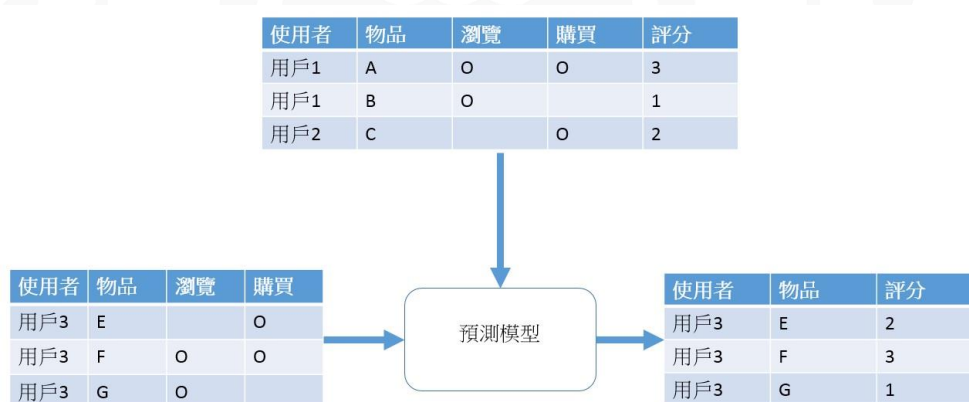 使用者 物品 瀏覽 購買 評分
用戶1 A O O 3
用戶1 B O 1
用戶2 C O 2
使用者 物品 瀏覽 購買
用戶3 E O
用戶3 F O O
用戶3 G O
預測模型
使用者 物品 評分
用戶3 E 2
用戶3 F 3
用戶3 G 1